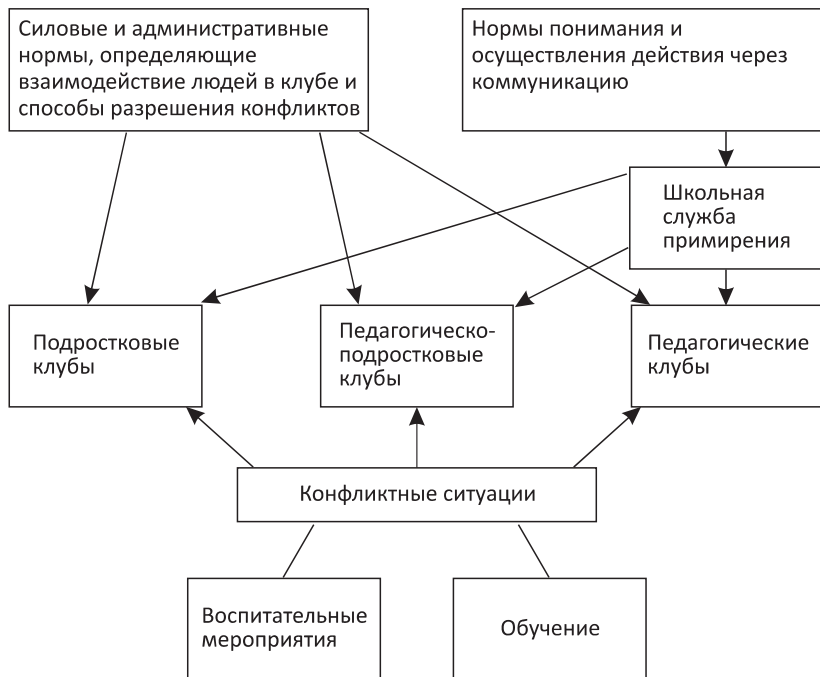 Силовые и административные
нормы, определяющие
взаимодействие людей в клубе и
способы разрешения конфликтов
Нормы понимания и
осуществления действия через
коммуникацию
Школьная
служба
примирения
Подростковые
клубы
Педагогическо-
подростковые
клубы
Педагогические
клубы
Конфликтные ситуации
Воспитательные
мероприятия
Обучение